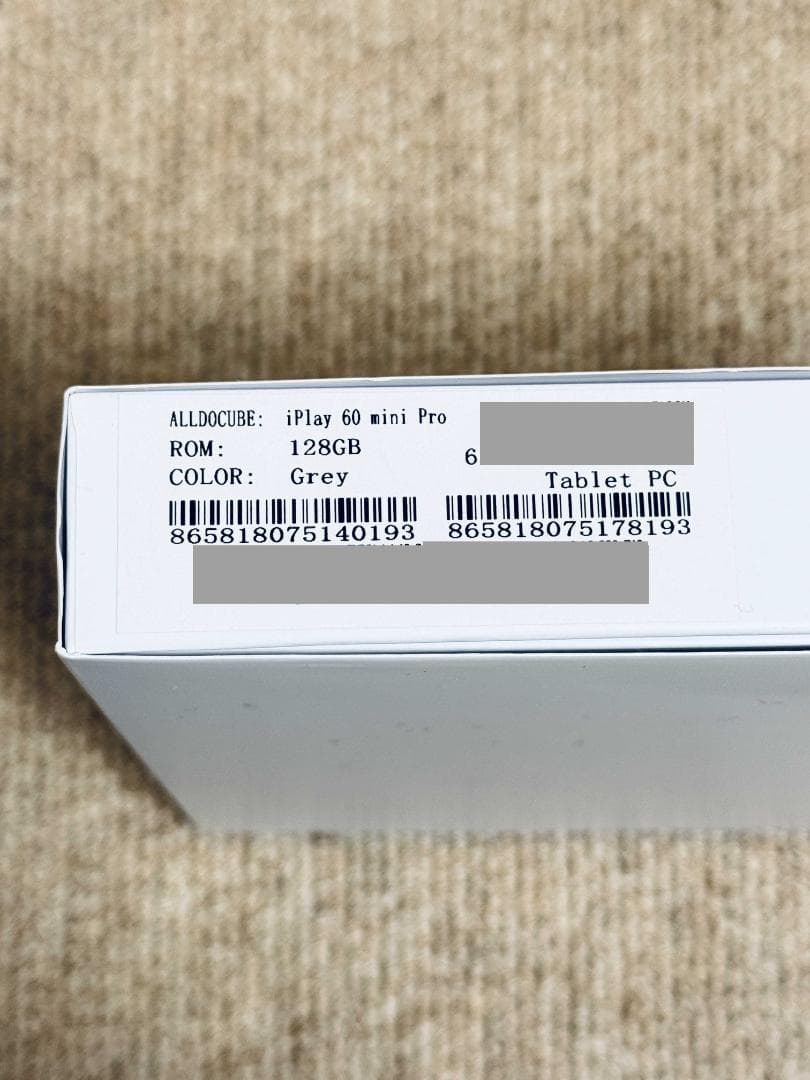 ALLDOCUBE: iPlay 60 mini Pro
ROM: 128GB
6
COLOR: Grey
Tablet PC
865818075140193 865818075178193